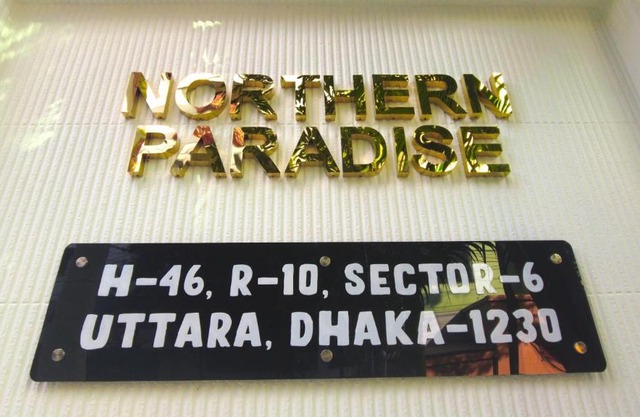 NORTHERN
PARADISE
H-46, R-10, SECTOR-6
UTTARA, DHAKA-1230